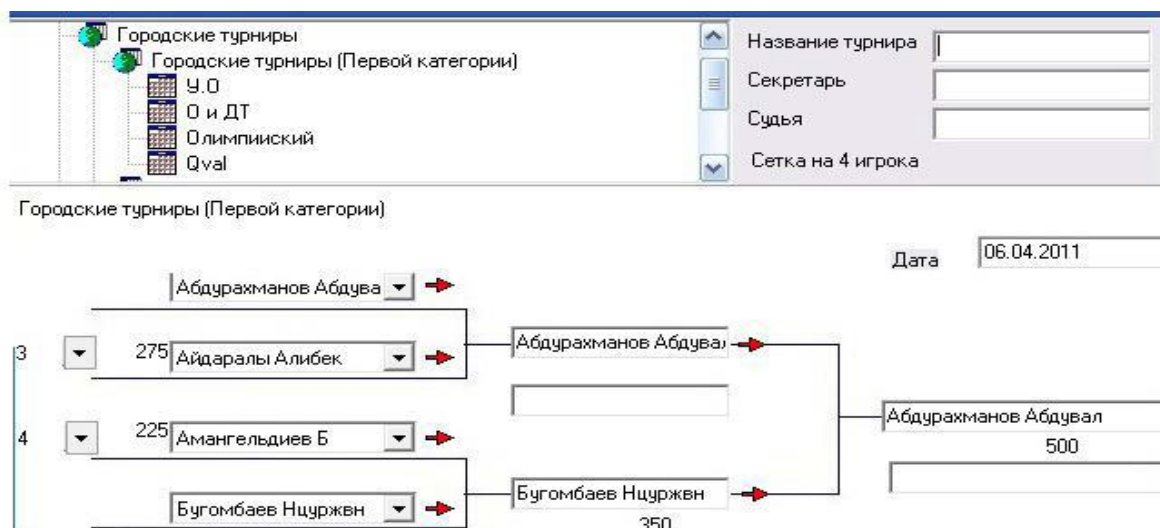 Городские турниры
Городские турниры (Первой категории)
У.О
О и ДТ
Олимпииский
Qval
Название турнира
Секретарь
Судья
Сетка на 4 игрока
Городские турниры (Первой категории)
Дата 06.04.2011
Абдурахманов Абдува
3 275 Айдаралы Алибек
Абдурахманов Абдувал
4 225 Амангельдиев Б
Абдурахманов Абдувал
500
Бугомбаев Нцуржвн
Бугомбаев Нцуржвн
350